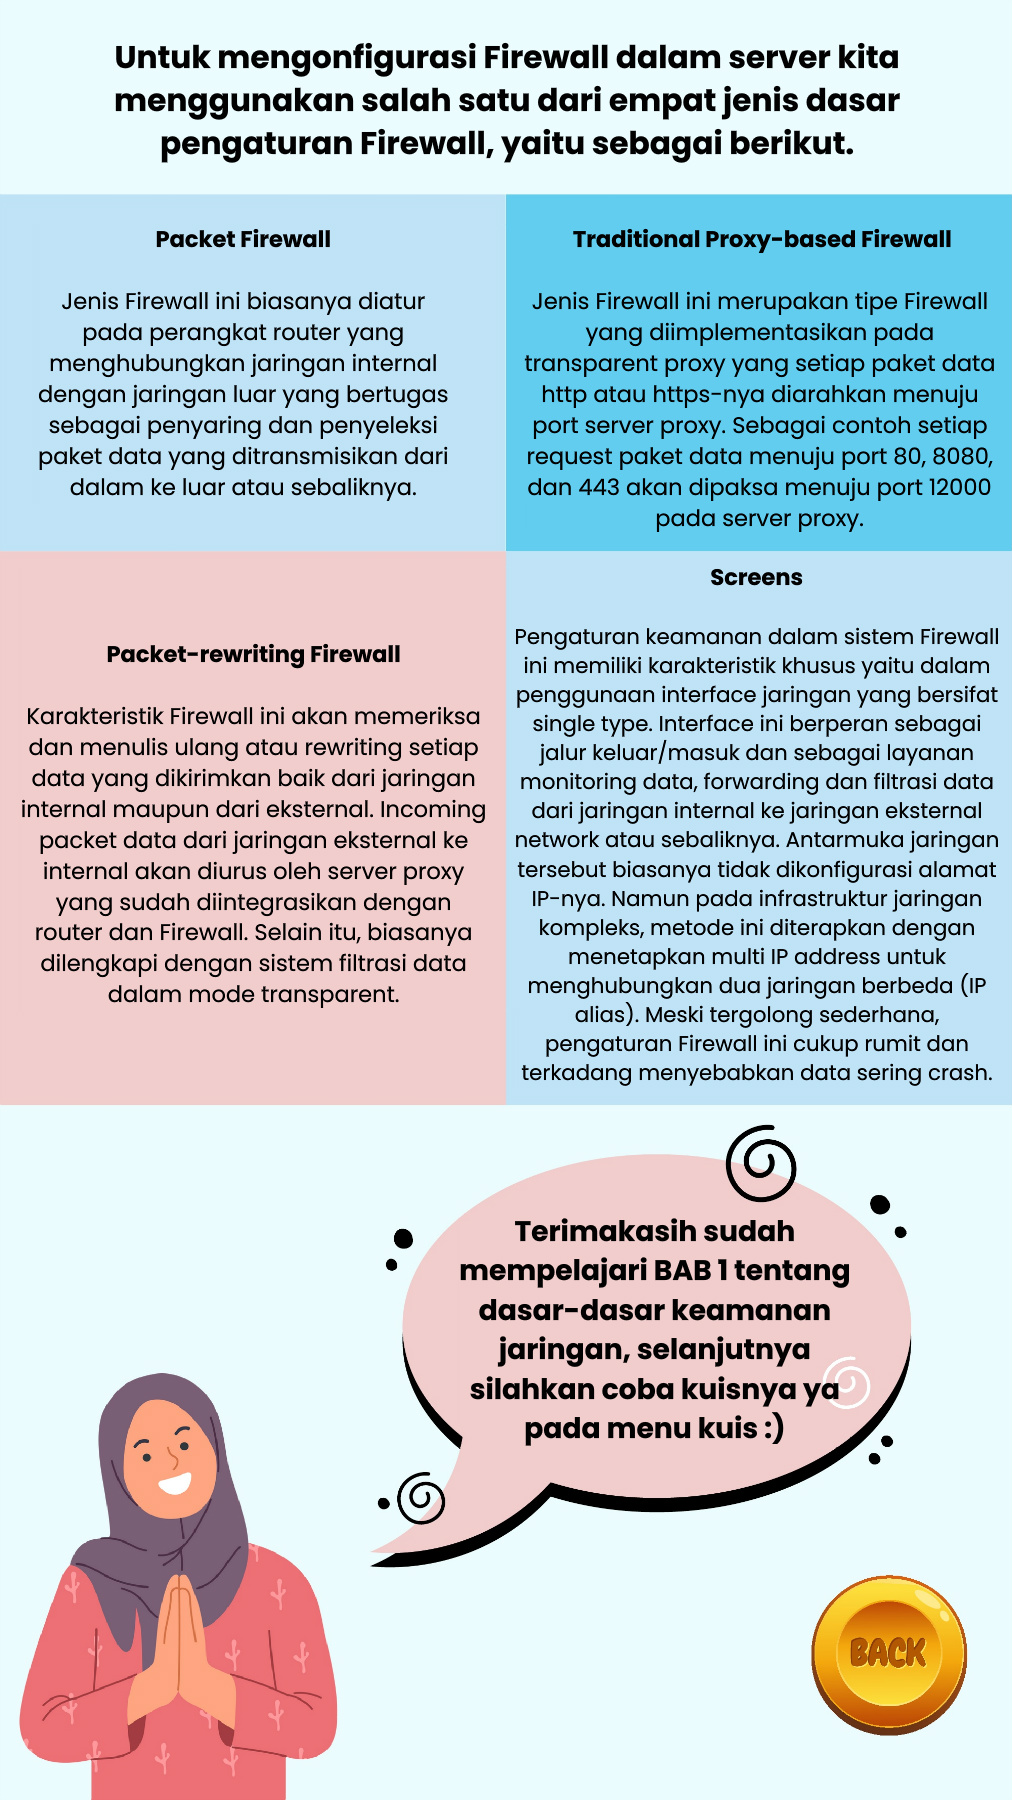 Untuk mengonfigurasi Firewall dalam server kita
menggunakan salah satu dari empat jenis dasar
pengaturan Firewall, yaitu sebagai berikut.
Packet Firewall
Jenis Firewall ini biasanya diatur
pada perangkat router yang
menghubungkan jaringan internal
dengan jaringan luar yang bertugas
sebagai penyaring dan penyeleksi
paket data yang ditransmisikan dari
dalam ke luar atau sebaliknya.
Traditional Proxy-based Firewall
Jenis Firewall ini merupakan tipe Firewall
yang diimplementasikan pada
transparent proxy yang setiap paket data
http atau https-nya diarahkan menuju
port server proxy. Sebagai contoh setiap
request paket data menuju port 80, 8080,
dan 443 akan dipaksa menuju port 12000
pada server proxy.
Packet-rewriting Firewall
Karakteristik Firewall ini akan memeriksa
dan menulis ulang atau rewriting setiap
data yang dikirimkan baik dari jaringan
internal maupun dari eksternal. Incoming
packet data dari jaringan eksternal ke
internal akan diurus oleh server proxy
yang sudah diintegrasikan dengan
router dan Firewall. Selain itu, biasanya
dilengkapi dengan sistem filtrasi data
dalam mode transparent.
Screens
Pengaturan keamanan dalam sistem Firewall
ini memiliki karakteristik khusus yaitu dalam
penggunaan interface jaringan yang bersifat
single type. Interface ini berperan sebagai
jalur keluar/masuk dan sebagai layanan
monitoring data, forwarding dan filtrasi data
dari jaringan internal ke jaringan eksternal
network atau sebaliknya. Antarmuka jaringan
tersebut biasanya tidak dikonfigurasi alamat
IP-nya. Namun pada infrastruktur jaringan
kompleks, metode ini diterapkan dengan
menetapkan multi IP address untuk
menghubungkan dua jaringan berbeda (IP
alias). Meski tergolong sederhana,
pengaturan Firewall ini cukup rumit dan
terkadang menyebabkan data sering crash.
Terimakasih sudah
mempelajari BAB 1 tentang
dasar-dasar keamanan
jaringan, selanjutnya
silahkan coba kuisnya ya
pada menu kuis :)
BACK